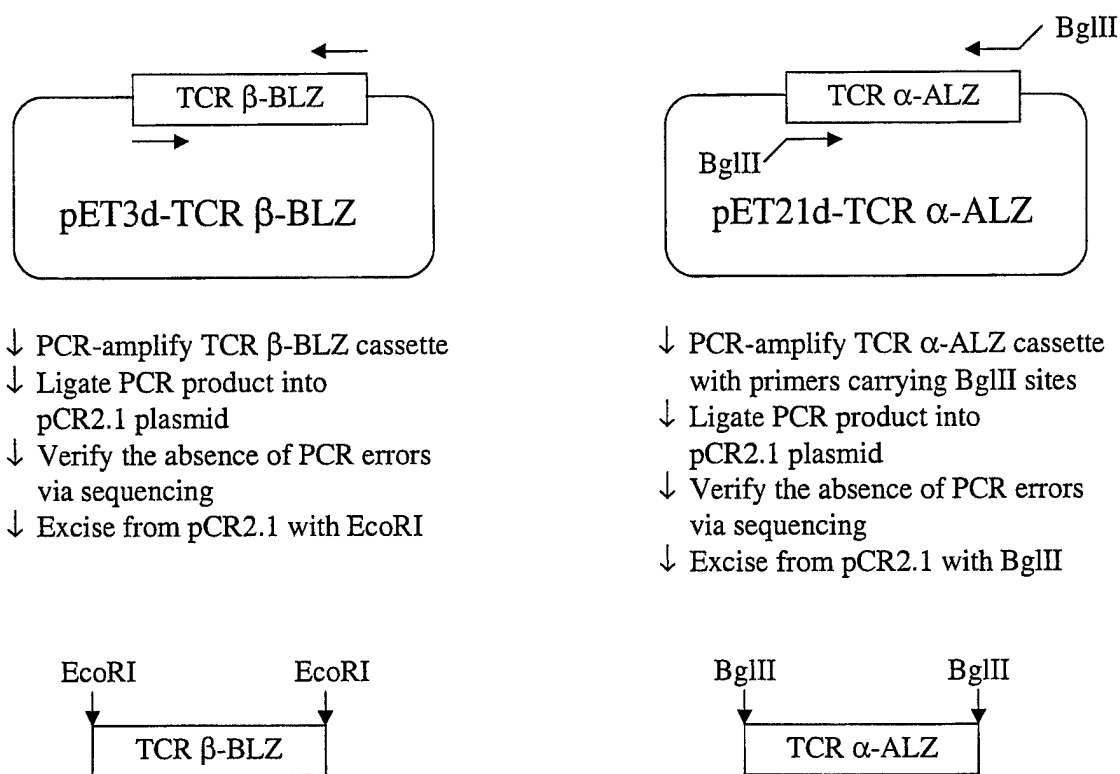 TCR β-BLZ
pET3d-TCR β-BLZ
↓ PCR-amplify TCR β-BLZ cassette
↓ Ligate PCR product into
pCR2.1 plasmid
↓ Verify the absence of PCR errors
via sequencing
↓ Excise from pCR2.1 with EcoRI
EcoRI EcoRI
TCR β-BLZ
BglII
TCR α-ALZ
BglII
pET21d-TCR α-ALZ
↓ PCR-amplify TCR α-ALZ cassette
with primers carrying BglII sites
↓ Ligate PCR product into
pCR2.1 plasmid
↓ Verify the absence of PCR errors
via sequencing
↓ Excise from pCR2.1 with BglII
BglII BglII
TCR α-ALZ